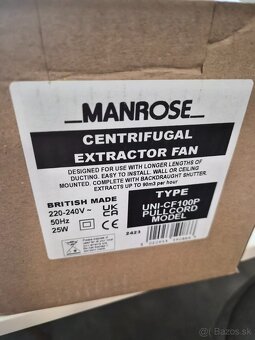 MANROSE
CENTRIFUGAL
EXTRACTOR FAN
DESIGNED FOR USE WITH LONGER LENGTHS OF
DUCTING. EASY TO INSTALL. WALL OR CEILING
MOUNTED. COMPLETE WITH BACKDRAUGHT SHUTTER.
EXTRACTS UP TO 90m3 per hour
BRITISH MADE
220-240V~
50Hz
25W
UK
CA
TYPE
UNI-CF100P
PULLCORD
MODEL
2423
bazos.sk